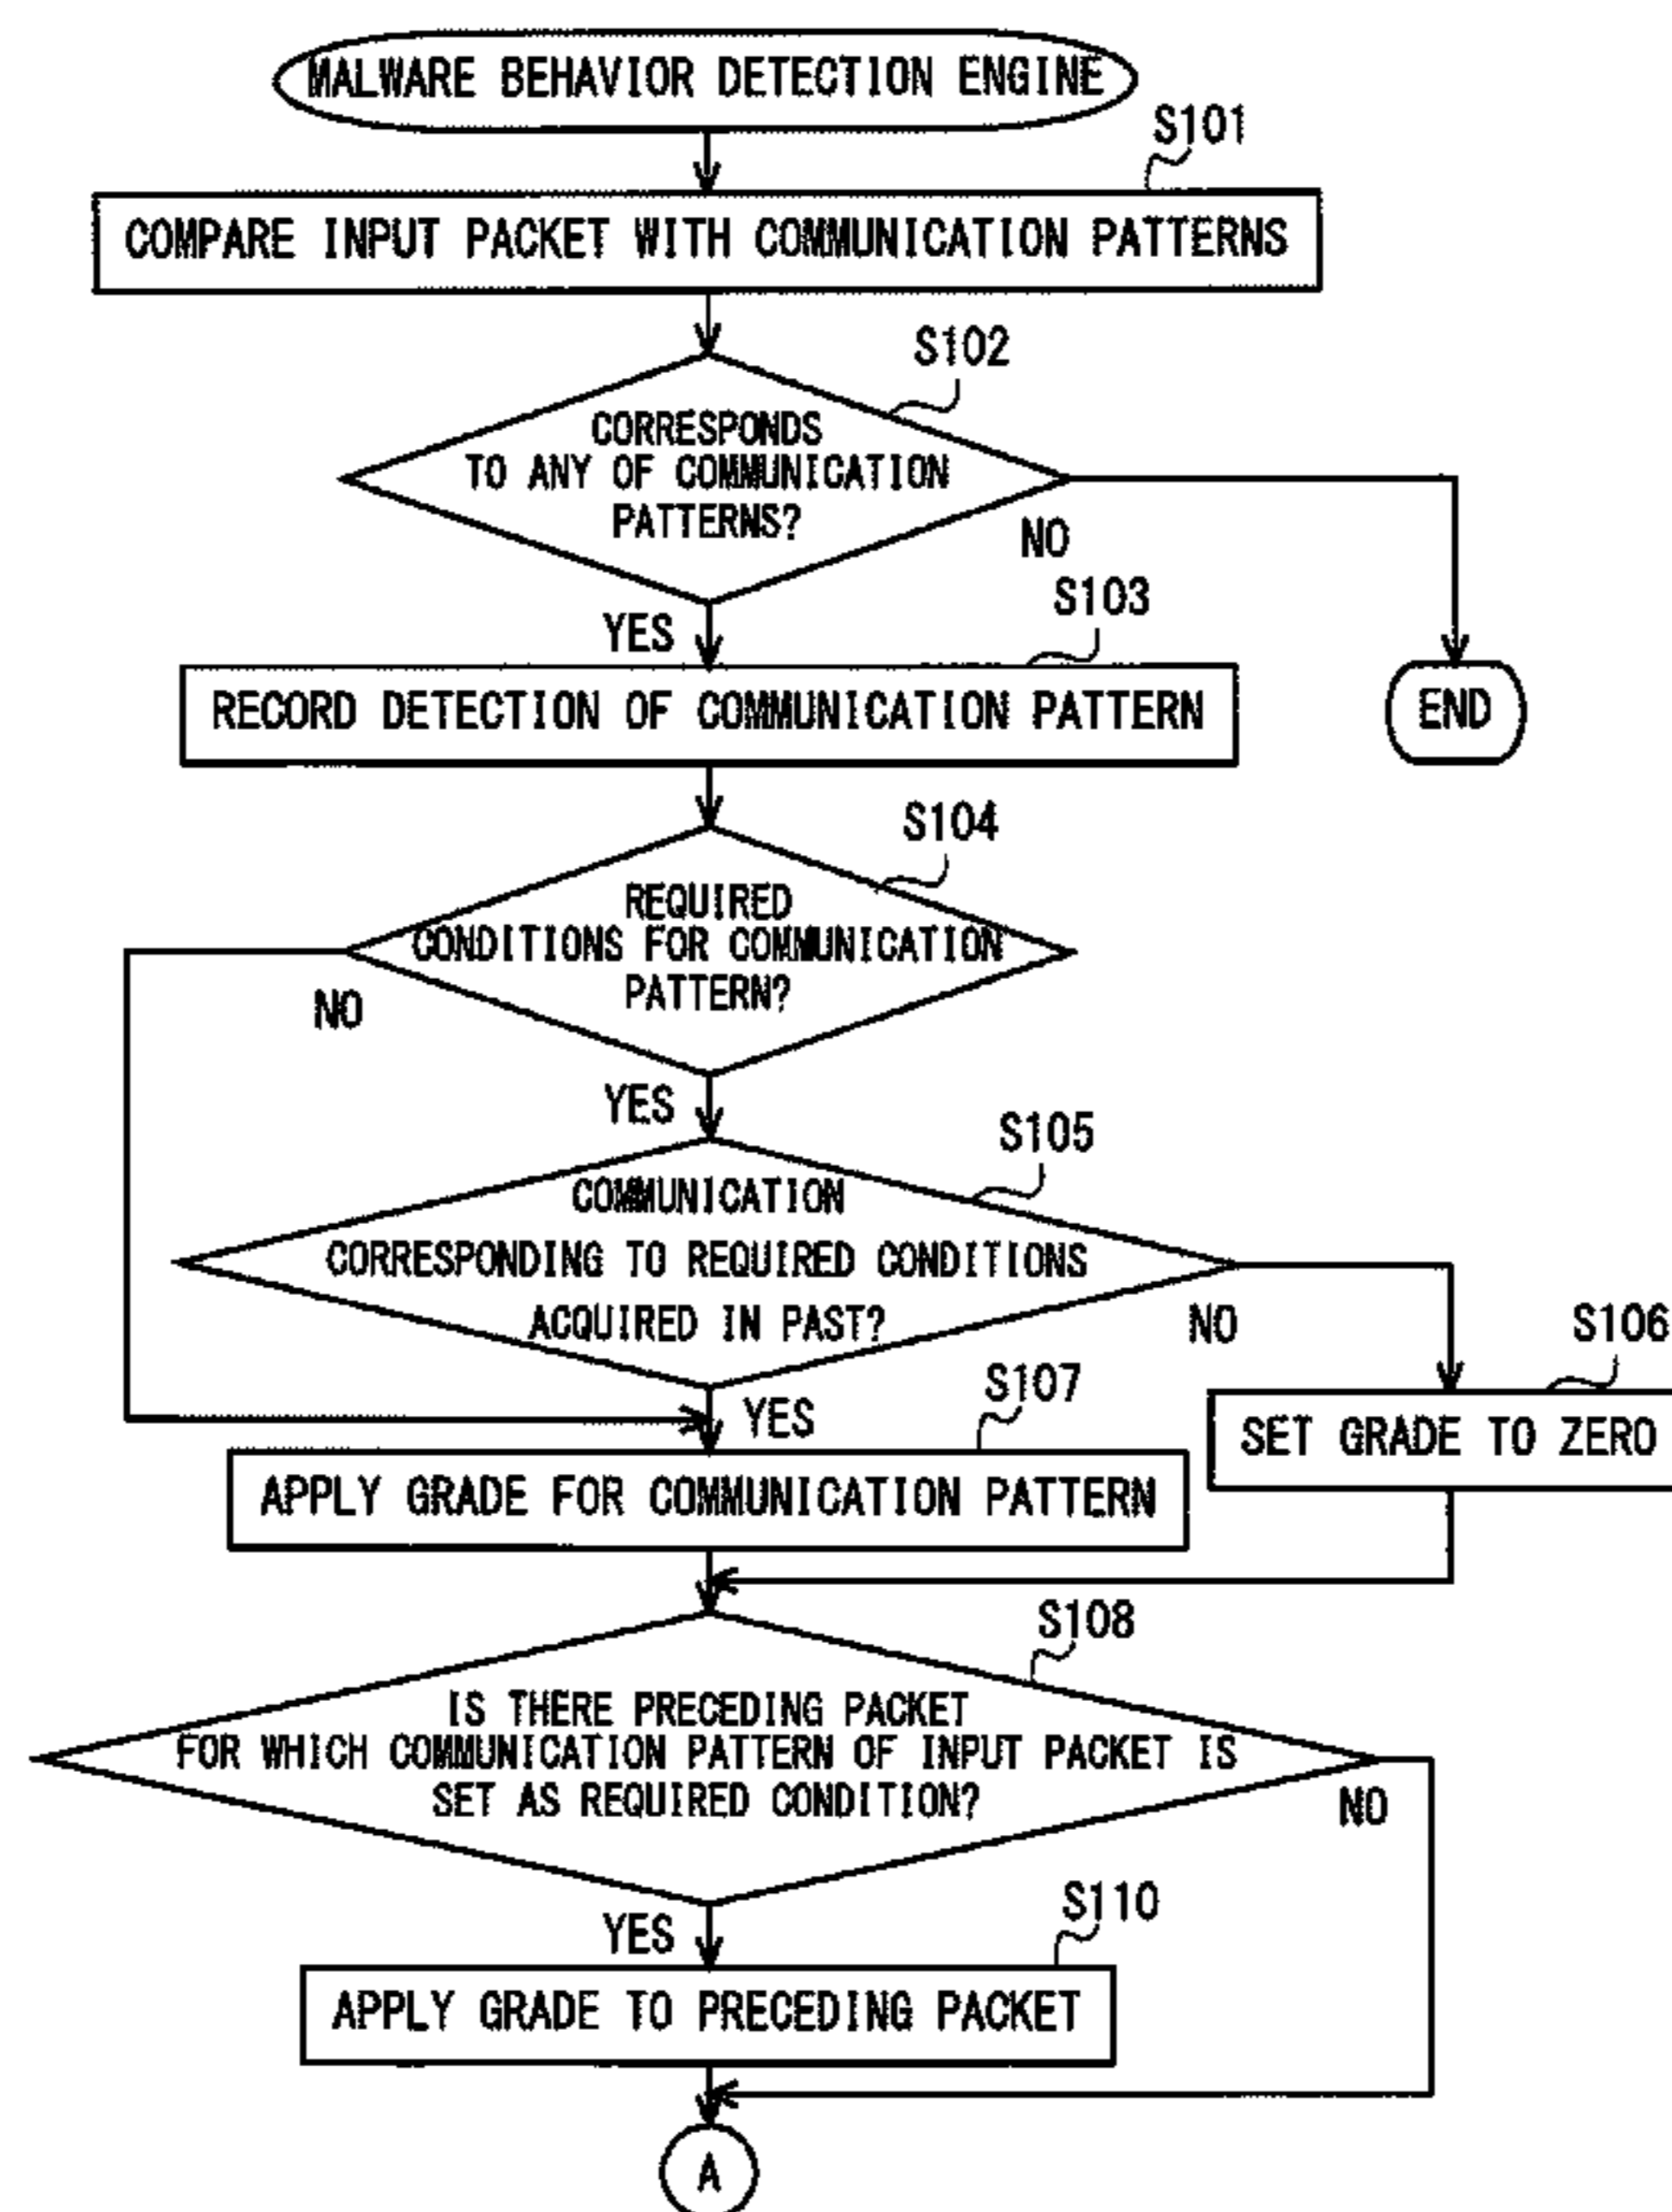 MALWARE BEHAVIOR DETECTION ENGINE
S101
COMPARE INPUT PACKET WITH COMMUNICATION PATTERNS
S102
CORRESPONDS
TO ANY OF COMMUNICATION
PATTERNS?
NO
YES
S103
RECORD DETECTION OF COMMUNICATION PATTERN
END
S104
REQUIRED
CONDITIONS FOR COMMUNICATION
PATTERN?
NO
YES
S105
COMMUNICATION
CORRESPONDING TO REQUIRED CONDITIONS
ACQUIRED IN PAST?
NO
S106
SET GRADE TO ZERO
YES
S107
APPLY GRADE FOR COMMUNICATION PATTERN
S108
IS THERE PRECEDING PACKET
FOR WHICH COMMUNICATION PATTERN OF INPUT PACKET IS
SET AS REQUIRED CONDITION?
NO
YES
S110
APPLY GRADE TO PRECEDING PACKET
A